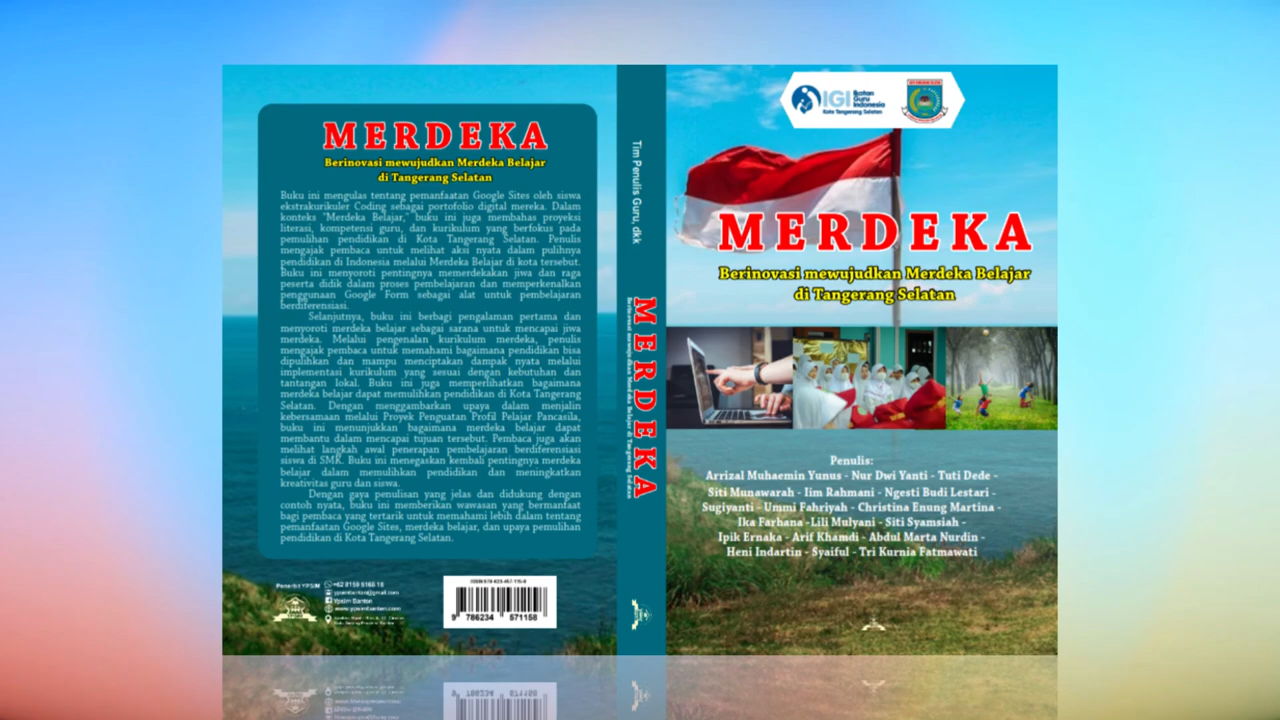 MERDEKA
Berinovasi mewujudkan Merdeka Belajar
di Tangerang Selatan
Buku ini mengulas tentang pemanfaatan Google Sites oleh siswa
ekstrakurikuler Coding sebagai portofolio digital mereka. Dalam
konteks "Merdeka Belajar," buku ini juga membahas proyeksi
literasi, kompetensi guru, dan kurikulum yang berfokus pada
pemulihan pendidikan di Kota Tangerang Selatan. Penulis
mengajak pembaca untuk melihat aksi nyata dalam pulihnya
pendidikan di Indonesia melalui Merdeka Belajar di kota tersebut.
Buku ini menyoroti pentingnya memerdekakan jiwa dan raga
peserta didik dalam proses pembelajaran dan memperkenalkan
penggunaan Google Form sebagai alat untuk pembelajaran
berdiferensiasi.
Selanjutnya, buku ini berbagi pengalaman pertama dan
menyoroti merdeka belajar sebagai sarana untuk mencapai jiwa
merdeka. Melalui pengenalan kurikulum merdeka, penulis
mengajak pembaca untuk memahami bagaimana pendidikan bisa
dipulihkan dan mampu menciptakan dampak nyata melalui
implementasi kurikulum yang sesuai dengan kebutuhan dan
tantangan lokal. Buku ini juga memperlihatkan bagaimana
merdeka belajar dapat memulihkan pendidikan di Kota Tangerang
Selatan. Dengan menggambarkan upaya dalam menjalin
kebersamaan melalui Proyek Penguatan Profil Pelajar Pancasila,
buku ini menunjukkan bagaimana merdeka belajar dapat
membantu dalam mencapai tujuan tersebut. Pembaca juga akan
melihat langkah awal penerapan pembelajaran berdiferensiasi
siswa di SMK. Buku ini menegaskan kembali pentingnya merdeka
belajar dalam memulihkan pendidikan dan meningkatkan
kreativitas guru dan siswa.
Dengan gaya penulisan yang jelas dan didukung dengan
contoh nyata, buku ini memberikan wawasan yang bermanfaat
bagi pembaca yang tertarik untuk memahami lebih dalam tentang
pemanfaatan Google Sites, merdeka belajar, dan upaya pemulihan
pendidikan di Kota Tangerang Selatan.
Penerbit YPSIM
+62 8159 5168 18
ypsimbanten@gmail.com
Ypsim Banten
www.ypsimbanten.com
9 786234 571158
Tim Penulis Guru, dkk
MERDEKA
Berinovasi mewujudkan Merdeka Belajar di Tangerang Selatan
IGI Ikatan Guru Indonesia
Kota Tangerang Selatan
MERDEKA
Berinovasi mewujudkan Merdeka Belajar
di Tangerang Selatan
Penulis:
Arrizal Muhaemin Yunus - Nur Dwi Yanti - Tuti Dede -
Siti Munawarah - Iim Rahmani - Ngesti Budi Lestari -
Sugiyanti - Ummi Fahriyah - Christina Enung Martina -
Ika Farhana -Lili Mulyani - Siti Syamsiah -
Ipik Ernaka - Arif Khamdi - Abdul Marta Nurdin -
Heni Indartin - Syaiful - Tri Kurnia Fatmawati